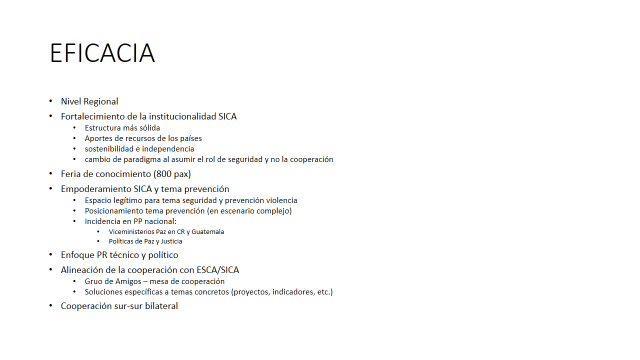 EFICACIA
• Nivel Regional
• Fortalecimiento de la institucionalidad SICA
• Estructura más sólida
• Aportes de recursos de los países
• sostenibilidad e independencia
• cambio de paradigma al asumir el rol de seguridad y no la cooperación
• Feria de conocimiento (800 pax)
• Empoderamiento SICA y tema prevención
• Espacio legítimo para tema seguridad y prevención violencia
• Posicionamiento tema prevención (en escenario complejo)
• Incidencia en PP nacional:
• Viceministerios Paz en CR y Guatemala
• Políticas de Paz y Justicia
• Enfoque PR técnico y político
• Alineación de la cooperación con ESCA/SICA
• Gruo de Amigos – mesa de cooperación
• Soluciones específicas a temas concretos (proyectos, indicadores, etc.)
• Cooperación sur-sur bilateral